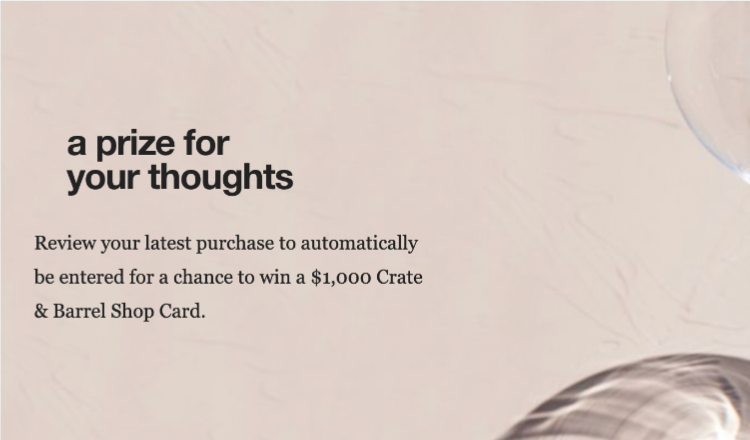 a prize for
your thoughts
Review your latest purchase to automatically
be entered for a chance to win a $1,000 Crate
& Barrel Shop Card.